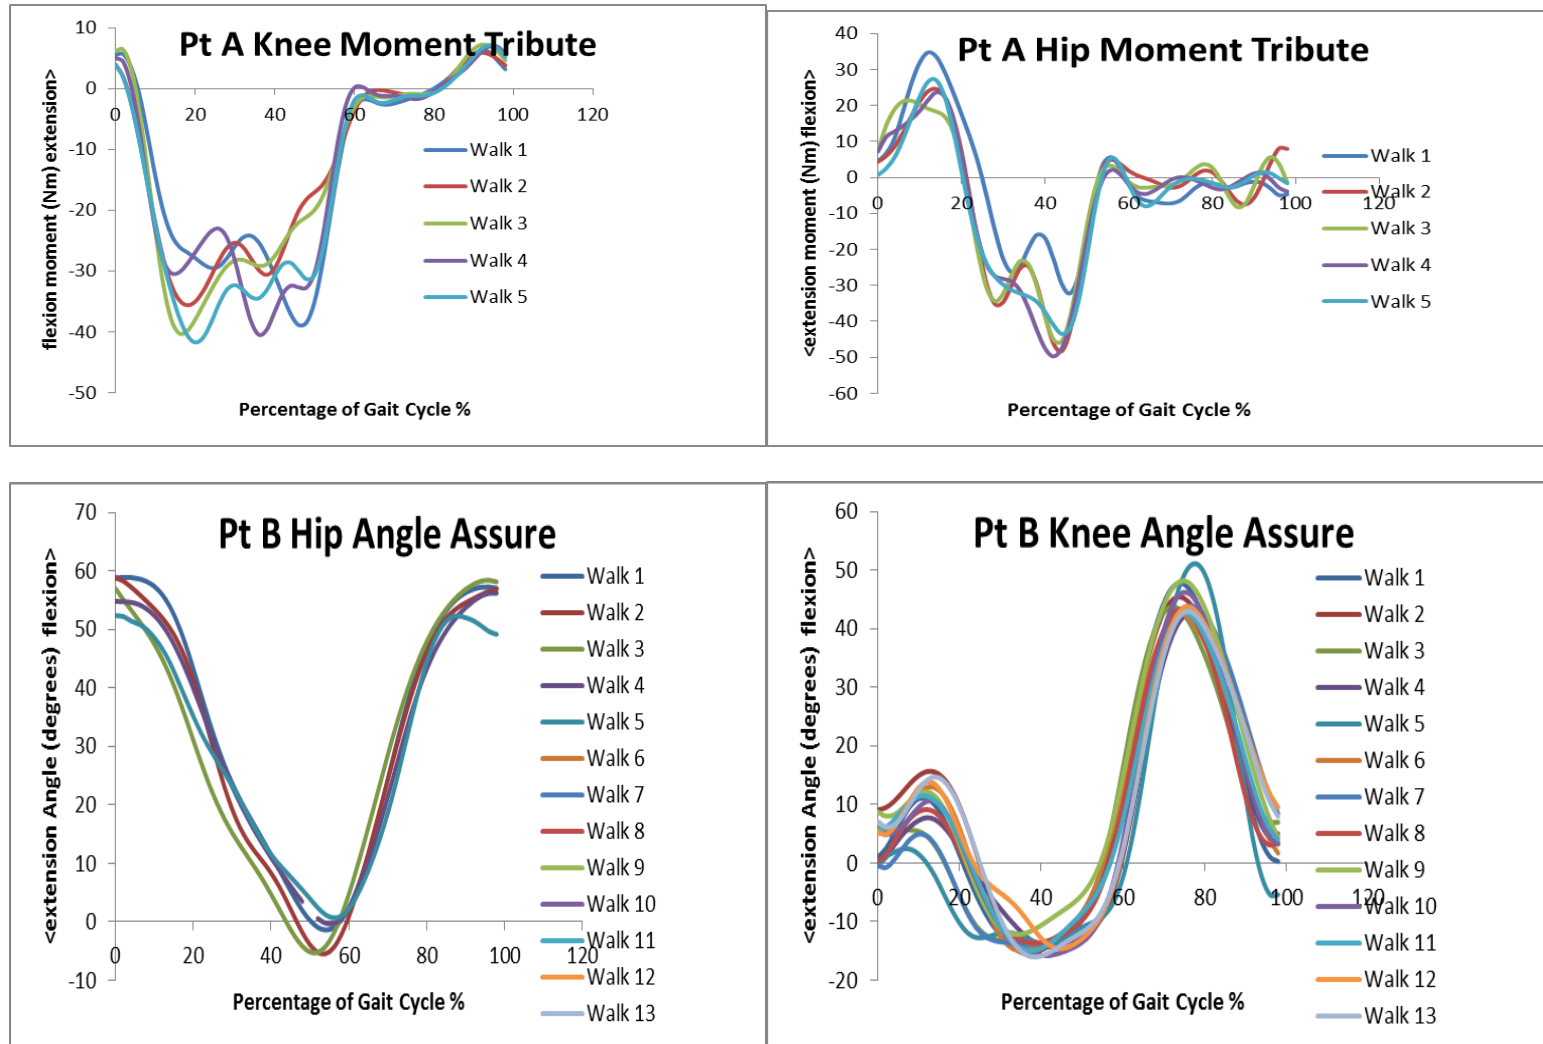 Pt A Knee Moment Tribute
flexion moment (Nm) extension>
10
0
-10
-20
-30
-40
-50
0 20 40 60 80 100 120
Walk 1
Walk 2
Walk 3
Walk 4
Walk 5
Percentage of Gait Cycle %
Pt A Hip Moment Tribute
<extension moment (Nm) flexion>
40
30
20
10
0
-10
-20
-30
-40
-50
-60
0 20 40 60 80 100 120
Walk 1
Walk 2
Walk 3
Walk 4
Walk 5
Percentage of Gait Cycle %
Pt B Hip Angle Assure
<extension Angle (degrees) flexion>
70
60
50
40
30
20
10
0
-10
0 20 40 60 80 100 120
Walk 1
Walk 2
Walk 3
Walk 4
Walk 5
Walk 6
Walk 7
Walk 8
Walk 9
Walk 10
Walk 11
Walk 12
Walk 13
Percentage of Gait Cycle %
Pt B Knee Angle Assure
<extension Angle (degrees) flexion>
60
50
40
30
20
10
0
-10
-20
0 20 40 60 80 100 120
Walk 1
Walk 2
Walk 3
Walk 4
Walk 5
Walk 6
Walk 7
Walk 8
Walk 9
Walk 10
Walk 11
Walk 12
Walk 13
Percentage of Gait Cycle %